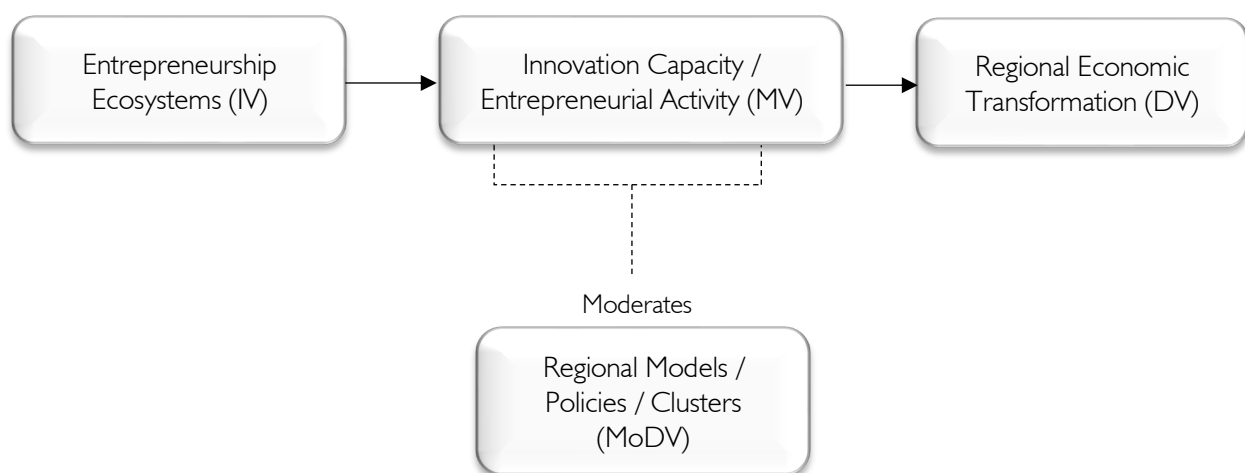 Entrepreneurship
Ecosystems (IV)
Innovation Capacity /
Entrepreneurial Activity (MV)
Regional Economic
Transformation (DV)
Moderates
Regional Models /
Policies / Clusters
(MoDV)